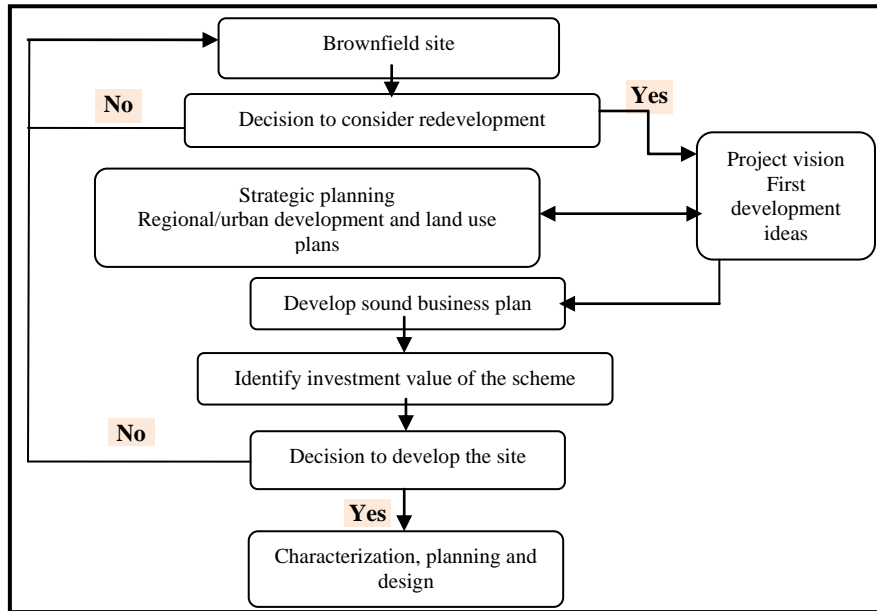 Brownfield site
No
Yes
Decision to consider redevelopment
Project vision
First
development
ideas
Strategic planning
Regional/urban development and land use
plans
Develop sound business plan
Identify investment value of the scheme
No
Decision to develop the site
Yes
Characterization, planning and
design